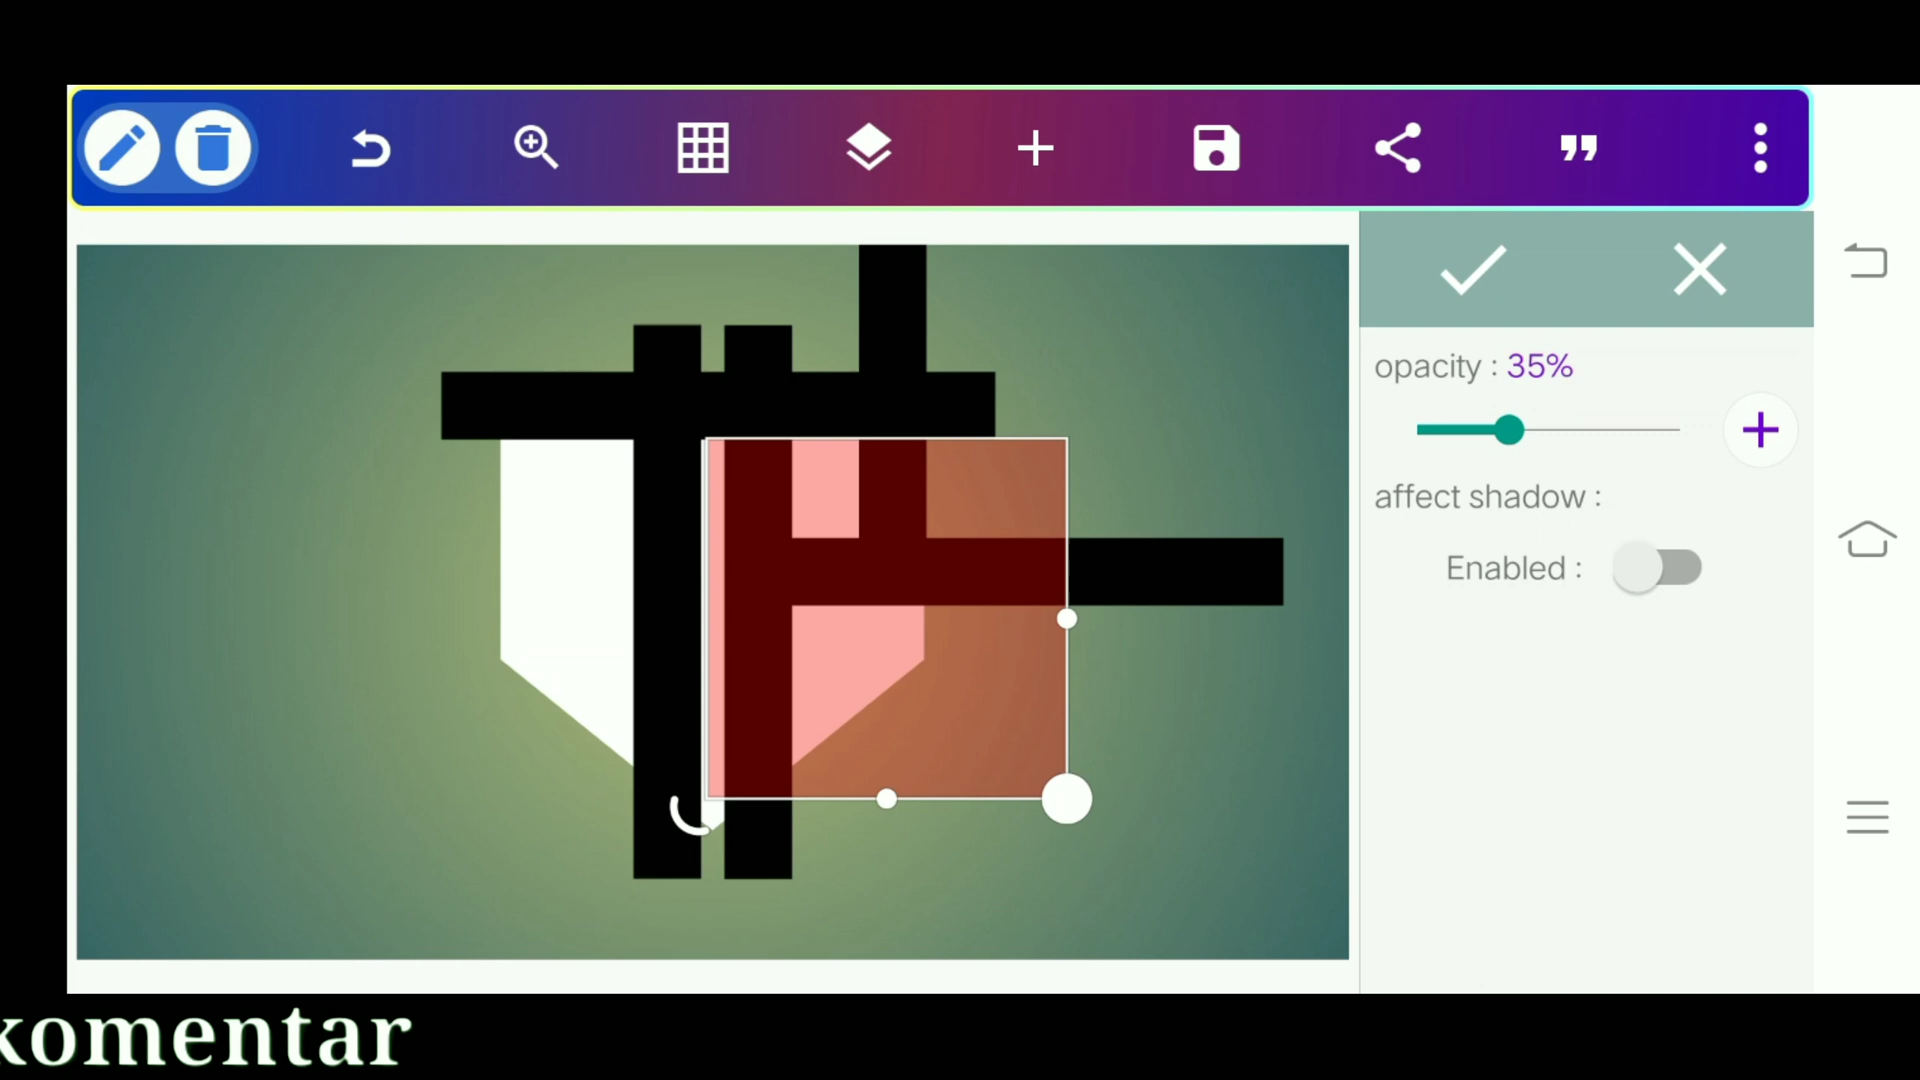 opacity : 35%
affect shadow :
Enabled :
komentar